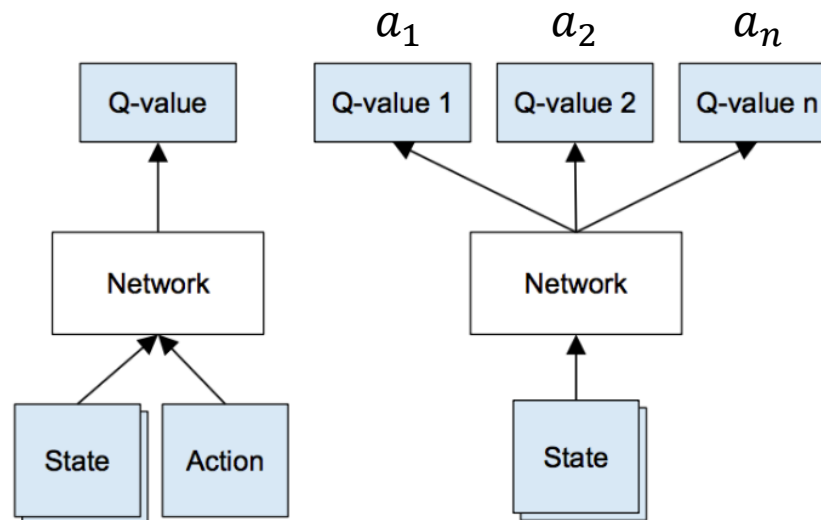 a₁ a₂ aₙ
Q-value Q-value 1 Q-value 2 Q-value n
Network Network
State Action State